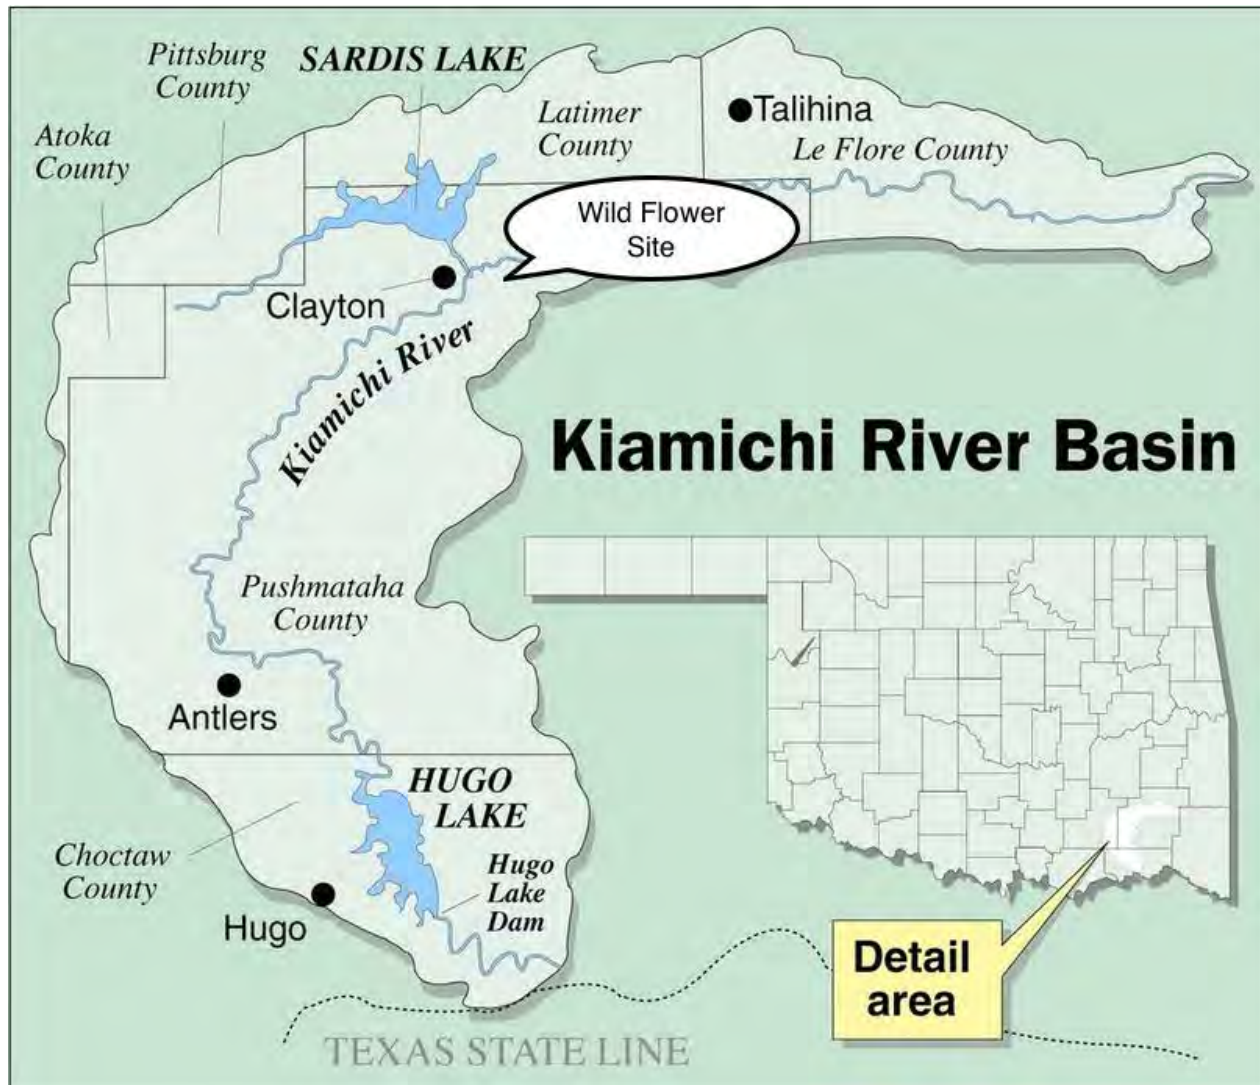 Pittsburg
County
SARDIS LAKE
Atoka
County
Latimer
County
Talihina
Le Flore County
Wild Flower
Site
Clayton
Kiamichi River
Kiamichi River Basin
Pushmataha
County
Antlers
HUGO
LAKE
Choctaw
County
Hugo
Lake
Dam
Hugo
Detail
area
TEXAS STATE LINE